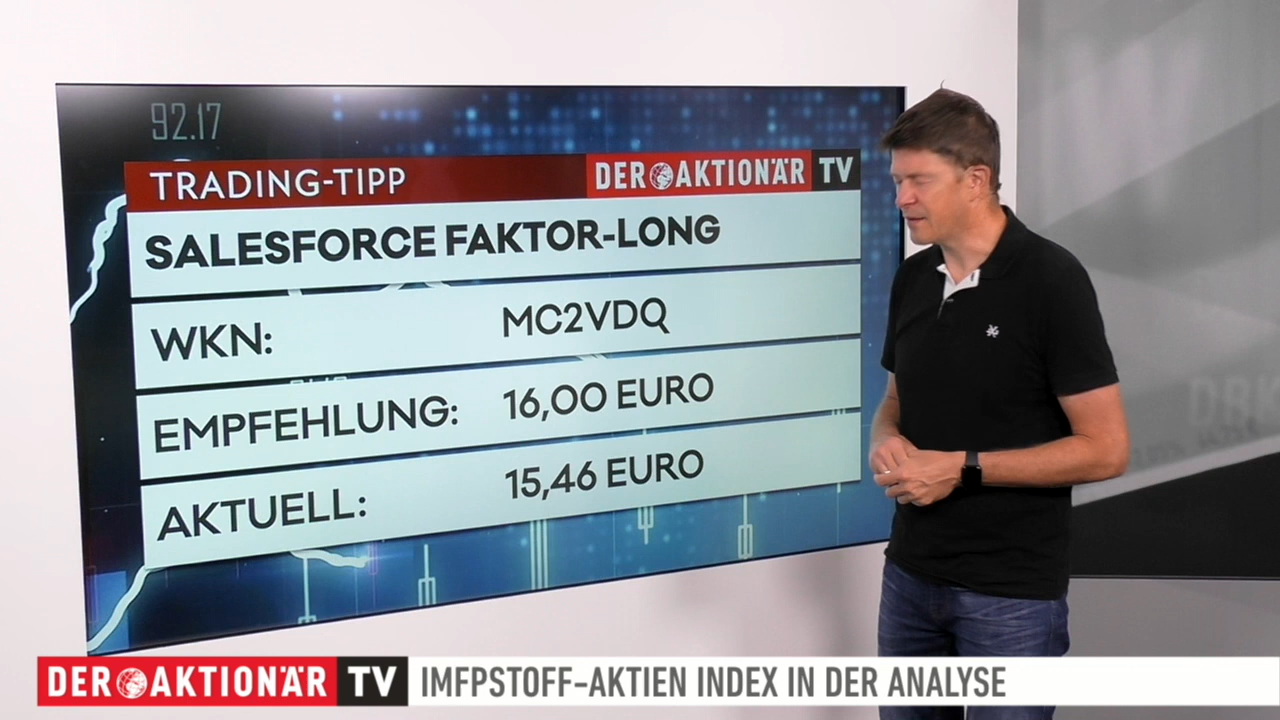 92.17
TRADING-TIPP
DER AKTIONÄR TV
SALESFORCE FAKTOR-LONG
WKN: MC2VDQ
EMPFEHLUNG: 16,00 EURO
AKTUELL: 15,46 EURO
DER AKTIONÄR TV
IMFPSTOFF-AKTIEN INDEX IN DER ANALYSE